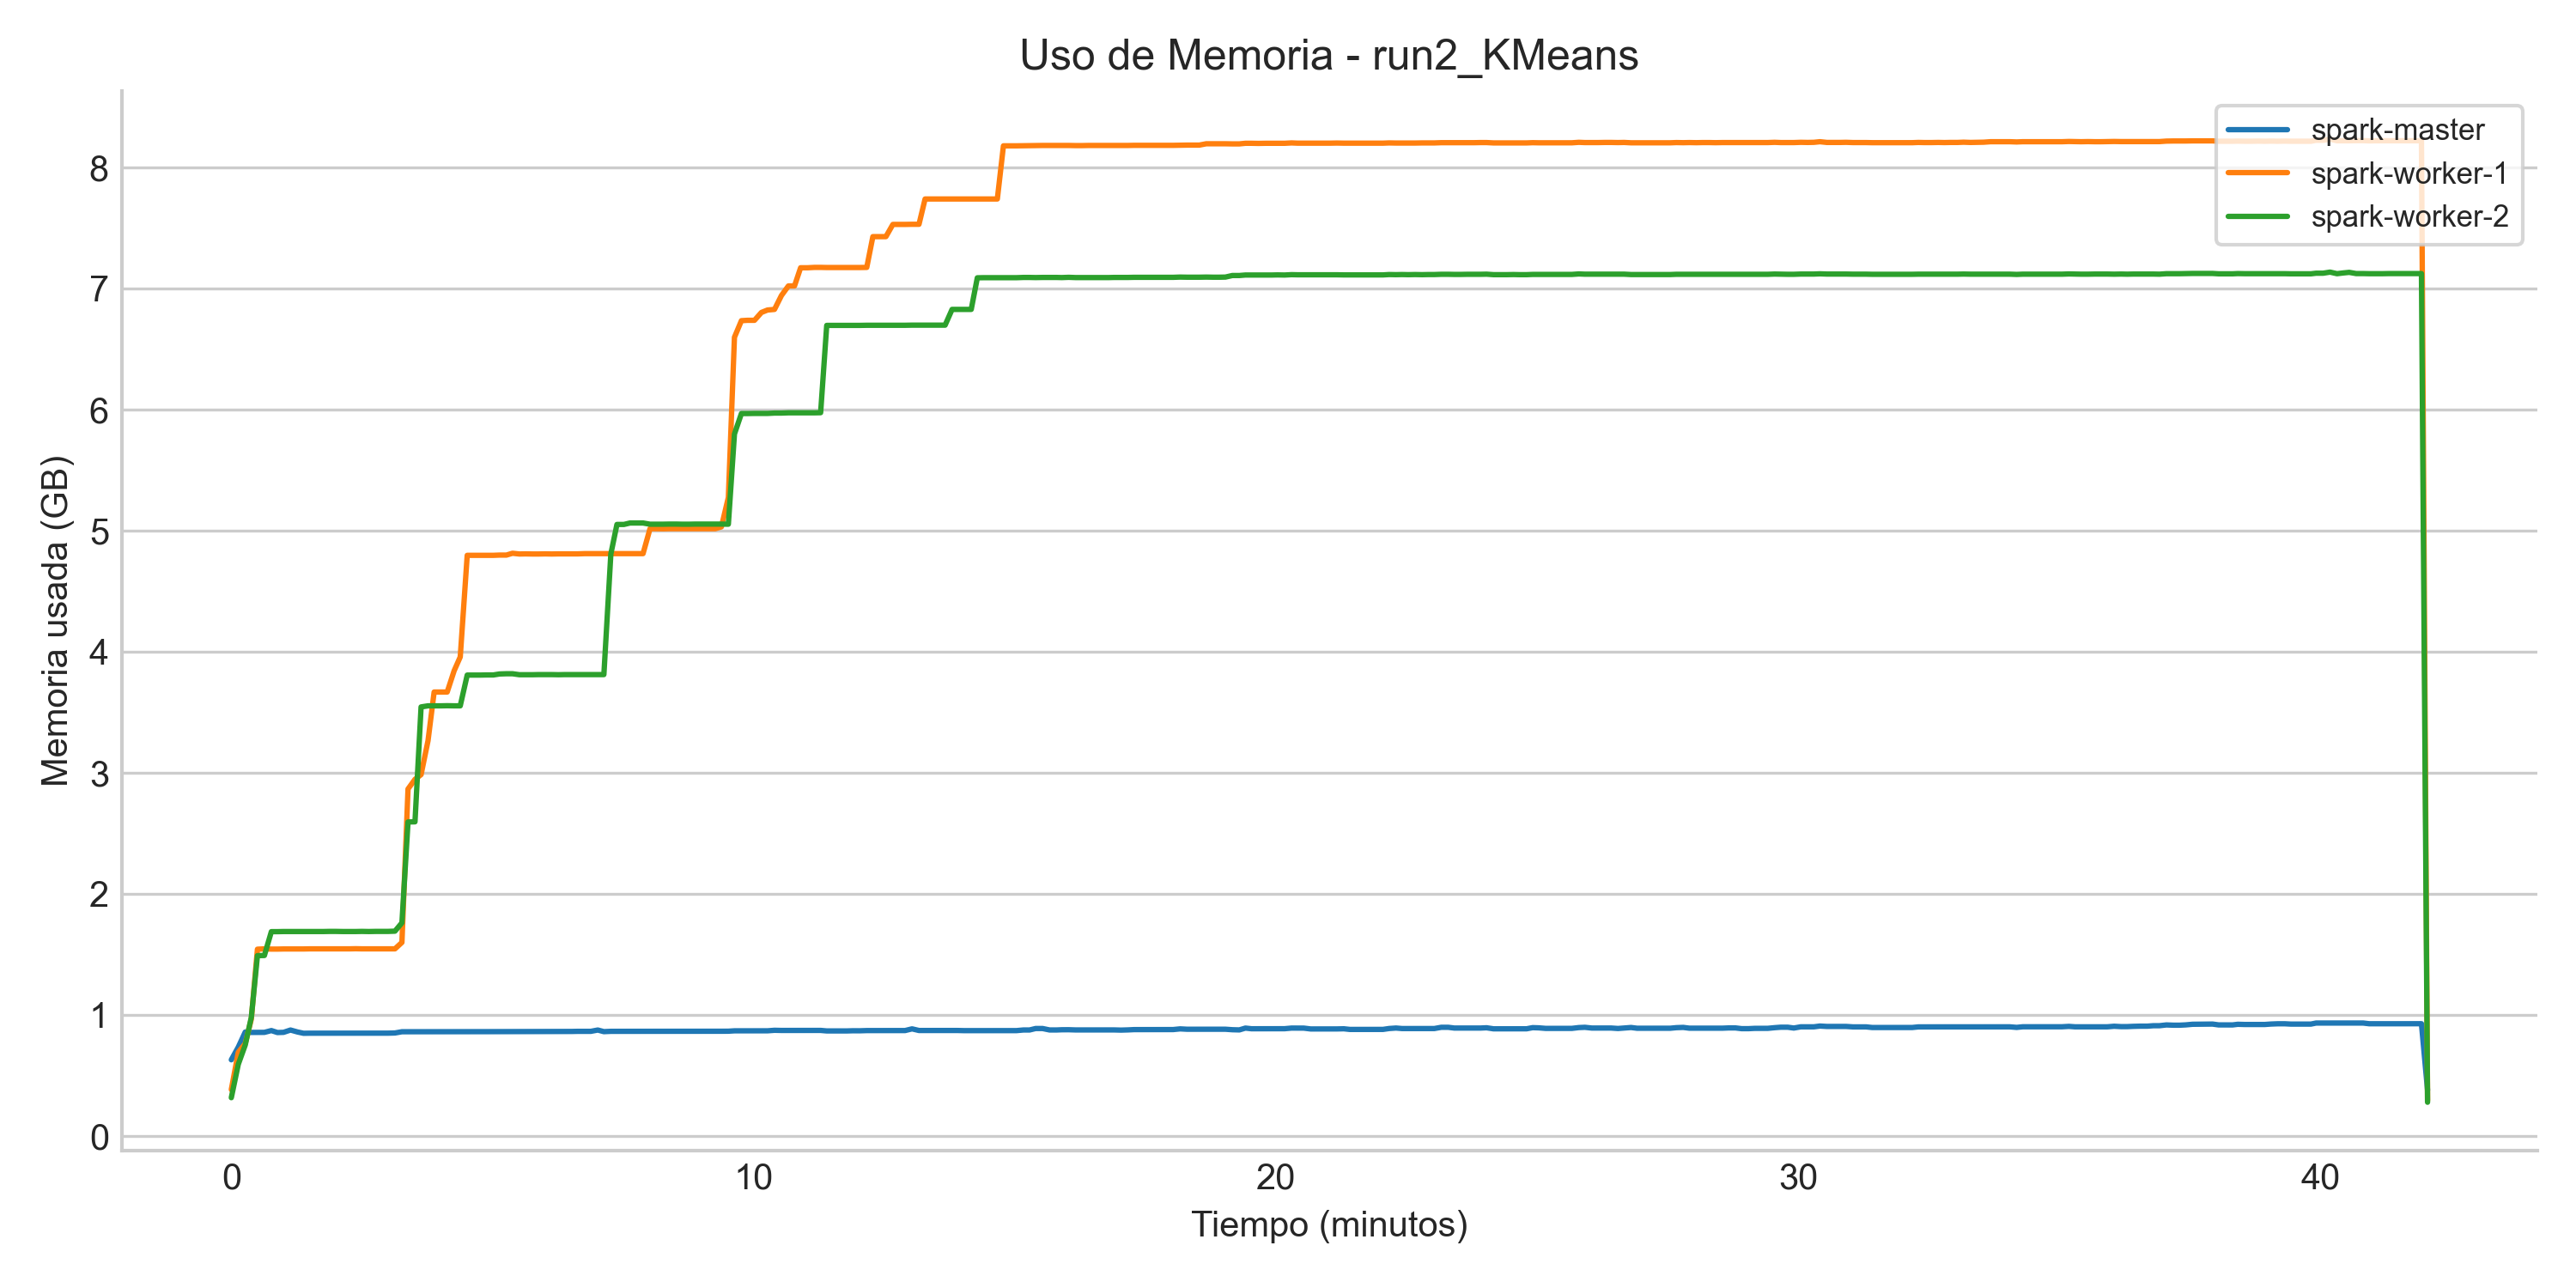 Uso de Memoria - run2_KMeans
spark-master
spark-worker-1
spark-worker-2
Memoria usada (GB)
8
7
6
5
4
3
2
1
0
0 10 20 30 40
Tiempo (minutos)